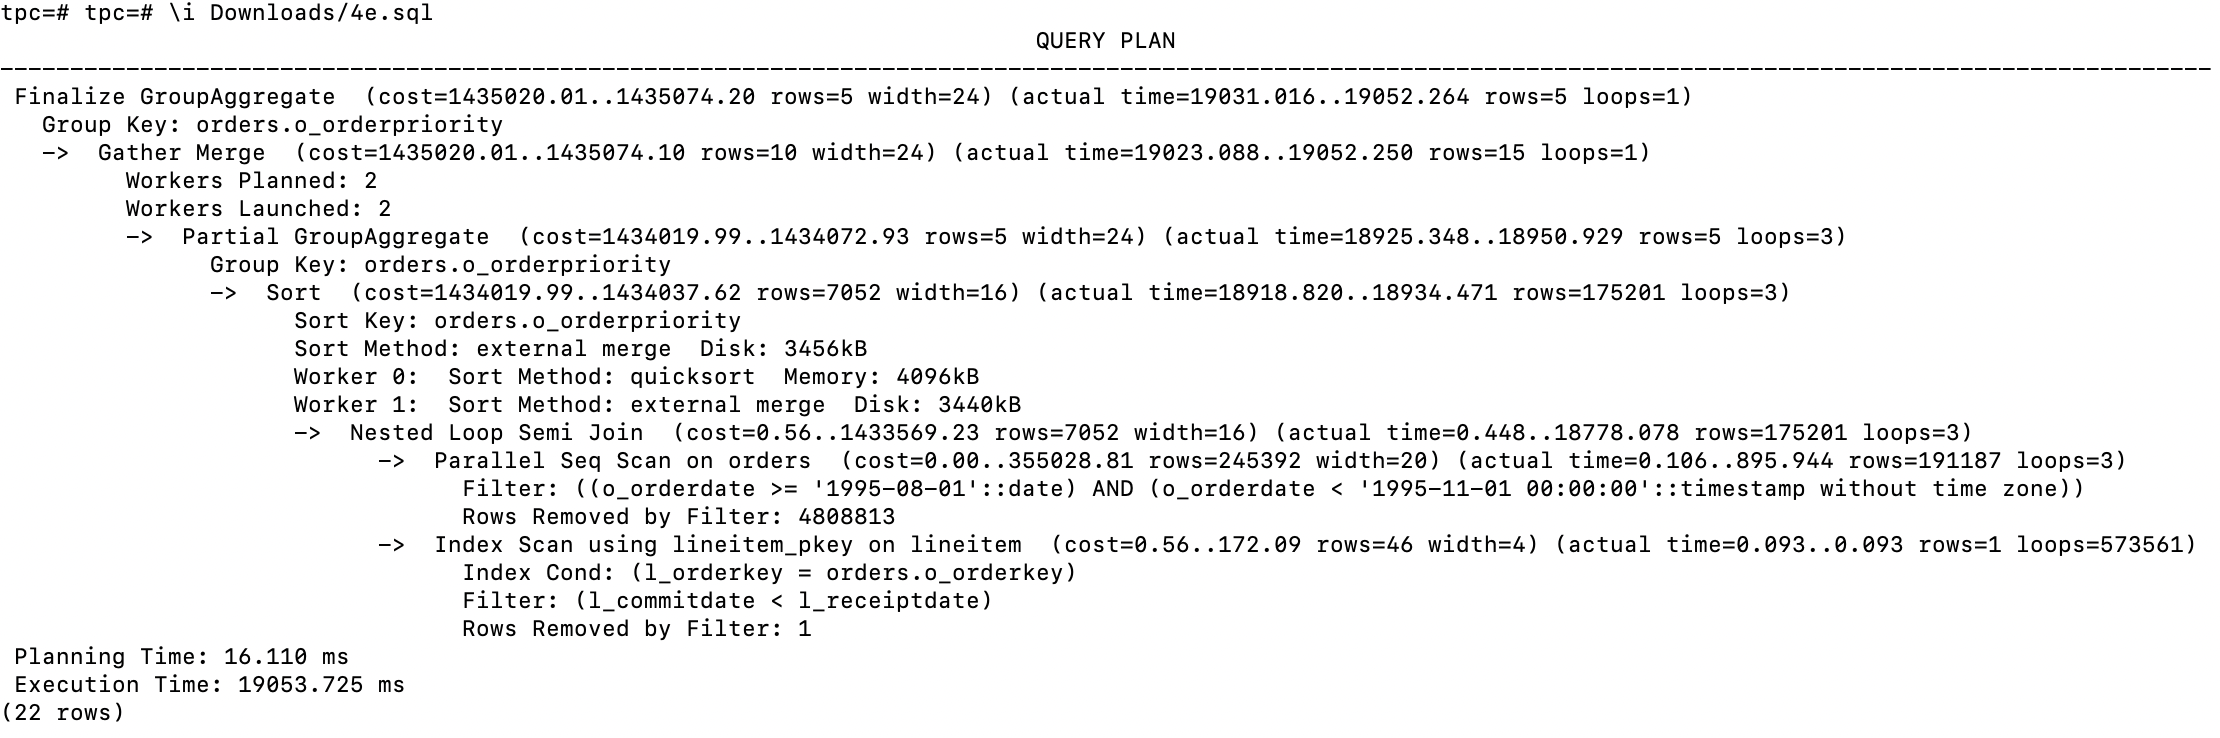 tpc=# tpc=# \i Downloads/4e.sql
QUERY PLAN
--------------------------------------------------------------------------------------------------------------------------------------------------------------
Finalize GroupAggregate  (cost=1435020.01..1435074.20 rows=5 width=24) (actual time=19031.016..19052.264 rows=5 loops=1)
Group Key: orders.o_orderpriority
->  Gather Merge  (cost=1435020.01..1435074.10 rows=10 width=24) (actual time=19023.088..19052.250 rows=15 loops=1)
Workers Planned: 2
Workers Launched: 2
->  Partial GroupAggregate  (cost=1434019.99..1434072.93 rows=5 width=24) (actual time=18925.348..18950.929 rows=5 loops=3)
Group Key: orders.o_orderpriority
->  Sort  (cost=1434019.99..1434037.62 rows=7052 width=16) (actual time=18918.820..18934.471 rows=175201 loops=3)
Sort Key: orders.o_orderpriority
Sort Method: external merge  Disk: 3456kB
Worker 0:  Sort Method: quicksort  Memory: 4096kB
Worker 1:  Sort Method: external merge  Disk: 3440kB
->  Nested Loop Semi Join  (cost=0.56..1433569.23 rows=7052 width=16) (actual time=0.448..18778.078 rows=175201 loops=3)
->  Parallel Seq Scan on orders  (cost=0.00..355028.81 rows=245392 width=20) (actual time=0.106..895.944 rows=191187 loops=3)
Filter: ((o_orderdate >= '1995-08-01'::date) AND (o_orderdate < '1995-11-01 00:00:00'::timestamp without time zone))
Rows Removed by Filter: 4808813
->  Index Scan using lineitem_pkey on lineitem  (cost=0.56..172.09 rows=46 width=4) (actual time=0.093..0.093 rows=1 loops=573561)
Index Cond: (l_orderkey = orders.o_orderkey)
Filter: (l_commitdate < l_receiptdate)
Rows Removed by Filter: 1
Planning Time: 16.110 ms
Execution Time: 19053.725 ms
(22 rows)